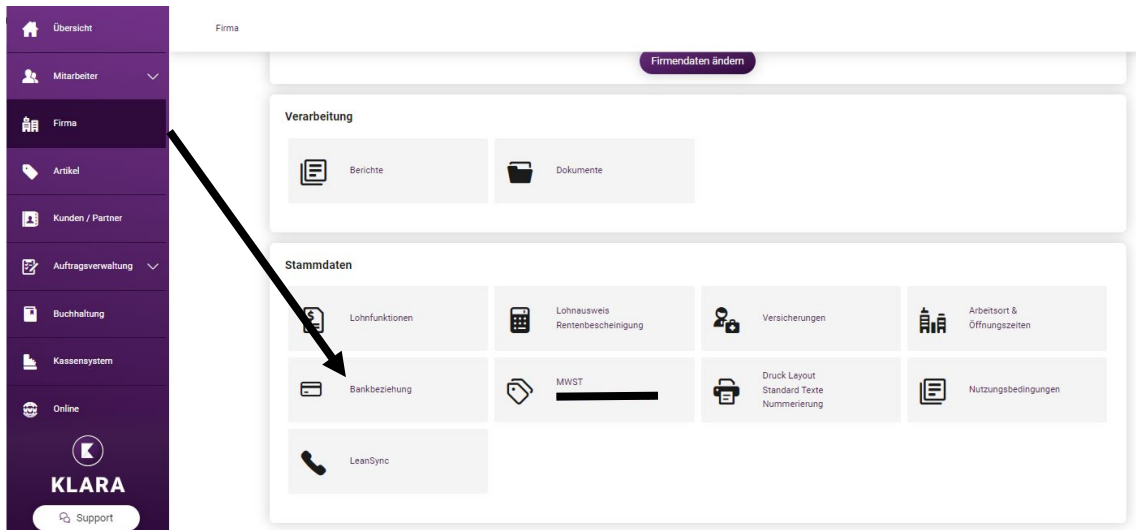 Übersicht
Firma
Mitarbeiter
Firma
Artikel
Kunden / Partner
Auftragsverwaltung
Buchhaltung
Kassensystem
Online
KLARA
Support
Firmendaten ändern
Verarbeitung
Berichte
Dokumente
Stammdaten
Lohnfunktionen
Lohnausweis
Rentenbescheinigung
Versicherungen
Arbeitsort &
Öffnungszeiten
Bankbeziehung
MWST
Druck Layout
Standard Texte
Nummerierung
Nutzungsbedingungen
LeanSync